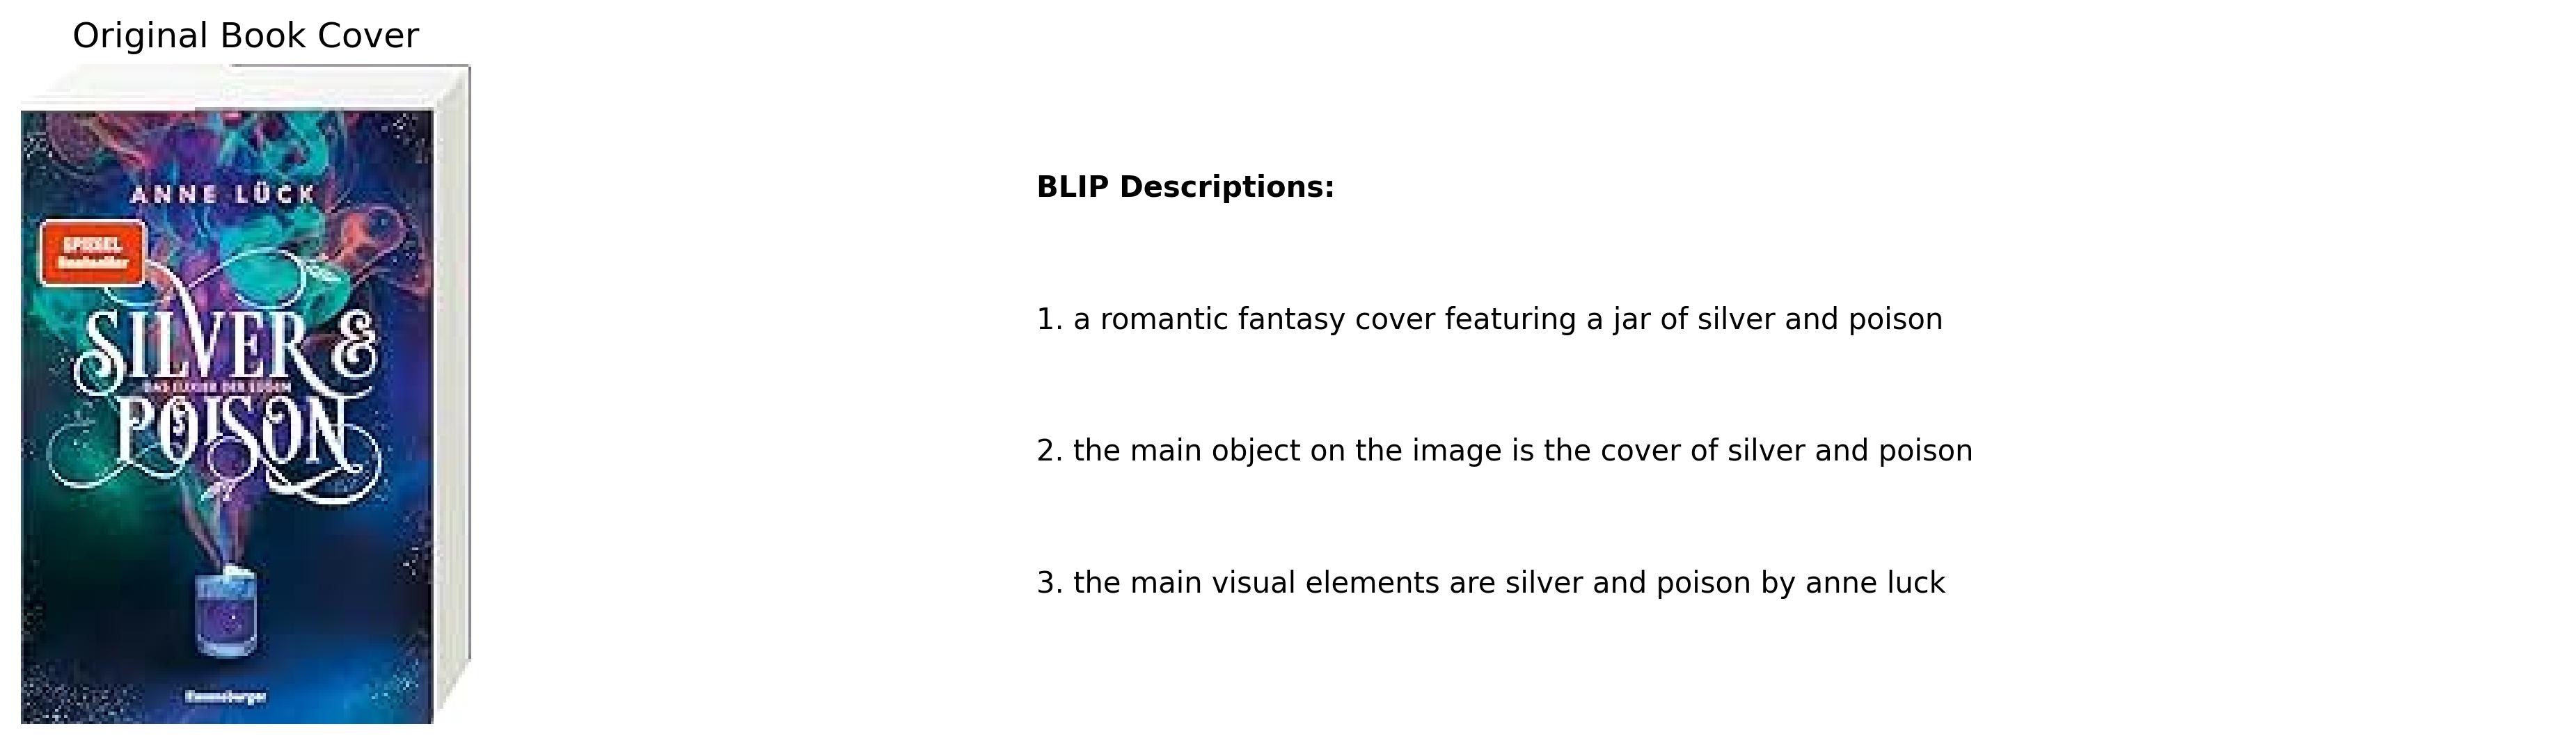 Original Book Cover
ANNE LÜCK
SPIEGEL
Bestseller
SILVER &
DAS ELIXIER DER LÜGEN
POISON
Ravensburger
BLIP Descriptions:
1. a romantic fantasy cover featuring a jar of silver and poison
2. the main object on the image is the cover of silver and poison
3. the main visual elements are silver and poison by anne luck